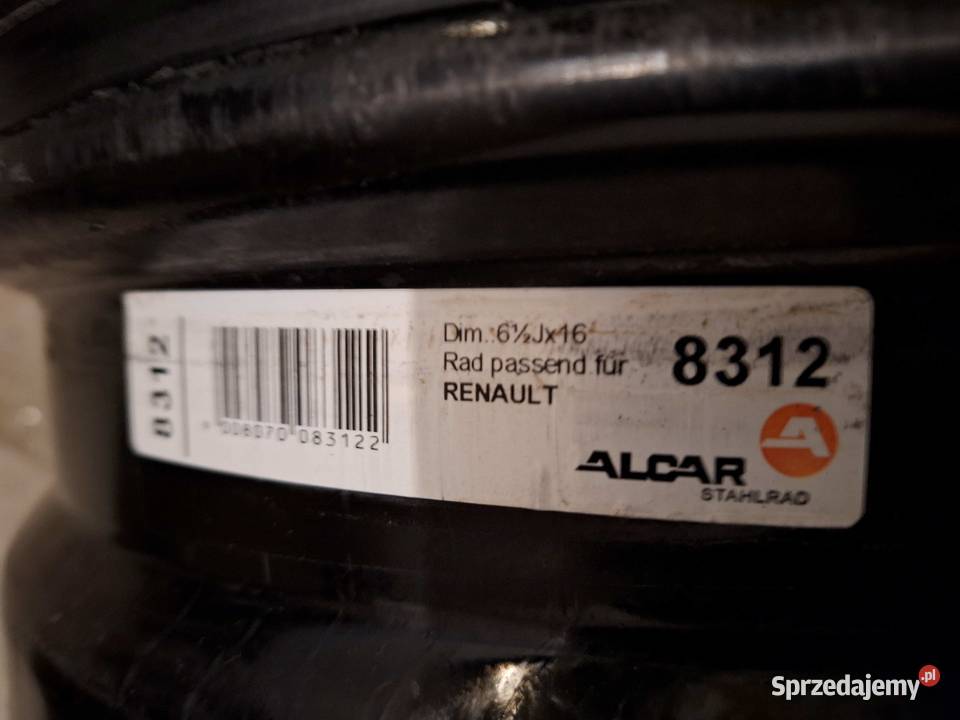 8312
008070 083122
Dim.:6½Jx16
Rad passend für
RENAULT
8312
ALCAR
STAHLRAD
Sprzedajemy.pl